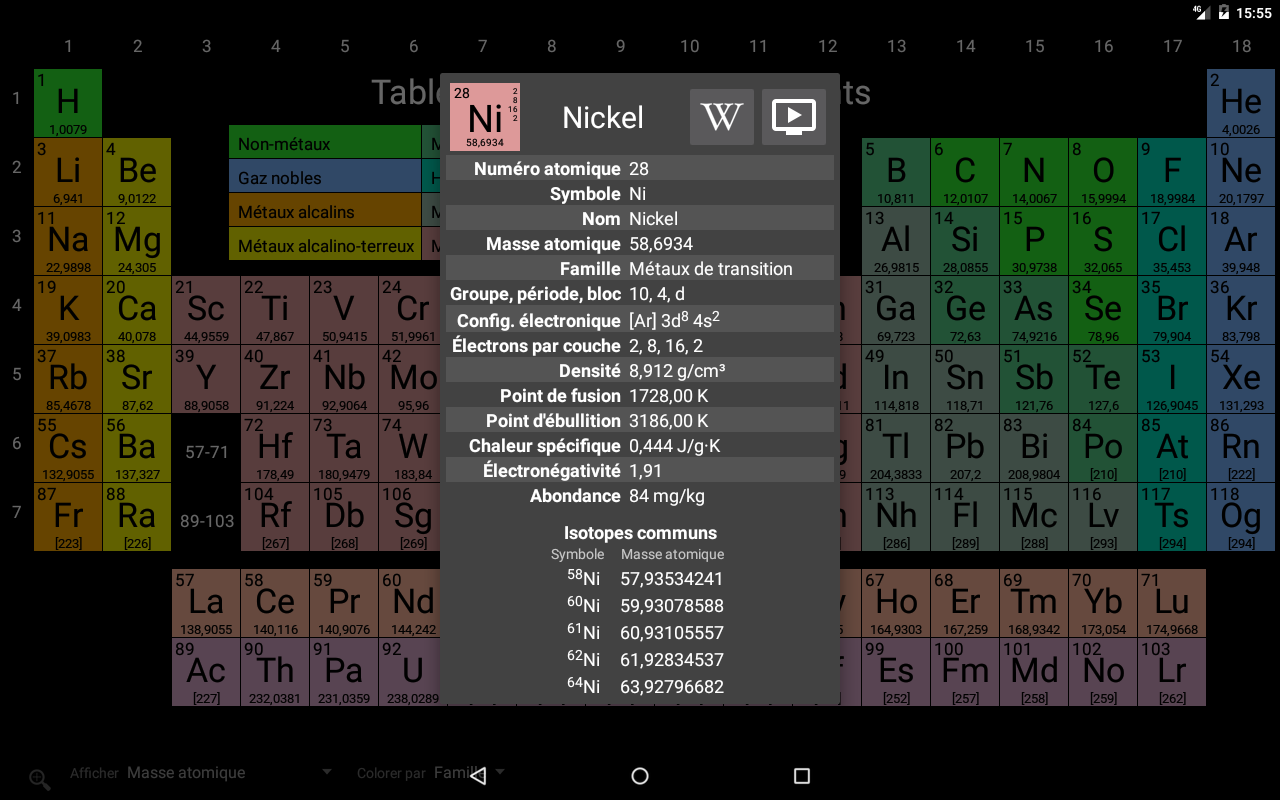 4G 15:55
1 2 3 4 5 6 7 8 9 10 11 12 13 14 15 16 17 18
1 2 3 4 5 6 7
1 H 1,0079
2 He 4,0026
Non-métaux
Gaz nobles
Métaux alcalins
Métaux alcalino-terreux
3 Li 6,941
4 Be 9,0122
5 B 10,811
6 C 12,0107
7 N 14,0067
8 O 15,9994
9 F 18,9984
10 Ne 20,1797
11 Na 22,9898
12 Mg 24,305
13 Al 26,9815
14 Si 28,0855
15 P 30,9738
16 S 32,065
17 Cl 35,453
18 Ar 39,948
19 K 39,0983
20 Ca 40,078
21 Sc 44,9559
22 Ti 47,867
23 V 50,9415
24 Cr 51,9961
31 Ga 69,723
32 Ge 72,63
33 As 74,9216
34 Se 78,96
35 Br 79,904
36 Kr 83,798
37 Rb 85,4678
38 Sr 87,62
39 Y 88,9058
40 Zr 91,224
41 Nb 92,9064
42 Mo 95,96
49 In 114,818
50 Sn 118,71
51 Sb 121,76
52 Te 127,6
53 I 126,9045
54 Xe 131,293
55 Cs 132,9055
56 Ba 137,327
57-71
72 Hf 178,49
73 Ta 180,9479
74 W 183,84
81 Tl 204,3833
82 Pb 207,2
83 Bi 208,9804
84 Po [210]
85 At [210]
86 Rn [222]
87 Fr [223]
88 Ra [226]
89-103
104 Rf [267]
105 Db [268]
106 Sg [269]
113 Nh [286]
114 Fl [289]
115 Mc [288]
116 Lv [293]
117 Ts [294]
118 Og [294]
57 La 138,9055
58 Ce 140,116
59 Pr 140,9076
60 Nd 144,242
67 Ho 164,9303
68 Er 167,259
69 Tm 168,9342
70 Yb 173,054
71 Lu 174,9668
89 Ac [227]
90 Th 232,0381
91 Pa 231,0359
92 U 238,0289
99 Es [252]
100 Fm [257]
101 Md [258]
102 No [259]
103 Lr [262]
28 Ni 58,6934
2
8
16
2
Nickel
W
Numéro atomique 28
Symbole Ni
Nom Nickel
Masse atomique 58,6934
Famille Métaux de transition
Groupe, période, bloc 10, 4, d
Config. électronique [Ar] 3d⁸ 4s²
Électrons par couche 2, 8, 16, 2
Densité 8,912 g/cm³
Point de fusion 1728,00 K
Point d'ébullition 3186,00 K
Chaleur spécifique 0,444 J/g·K
Électronégativité 1,91
Abondance 84 mg/kg
Isotopes communs
Symbole Masse atomique
⁵⁸Ni 57,93534241
⁶⁰Ni 59,93078588
⁶¹Ni 60,93105557
⁶²Ni 61,92834537
⁶⁴Ni 63,92796682
Afficher Masse atomique Colorer par Famille